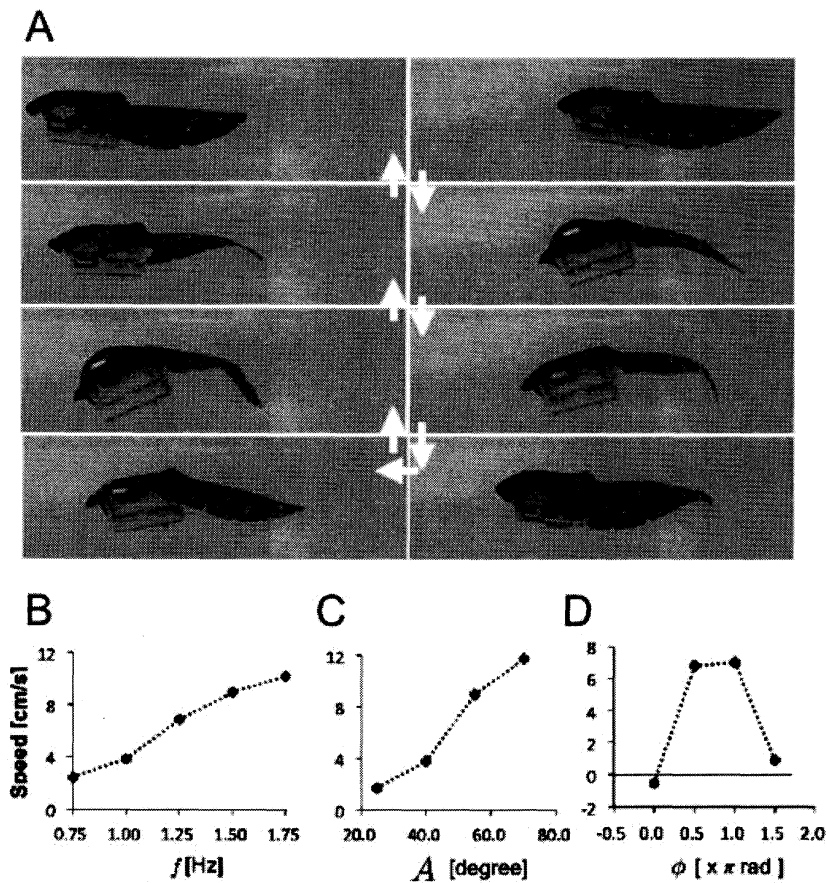 A
B
C
D
Speed [cm/s]
12
8
4
0
0.75 1.00 1.25 1.50 1.75
f [Hz]
12
8
4
0
20.0 40.0 60.0 80.0
A [degree]
8
6
4
2
0
-2
-0.5 0.0 0.5 1.0 1.5 2.0
ϕ [ x π rad ]